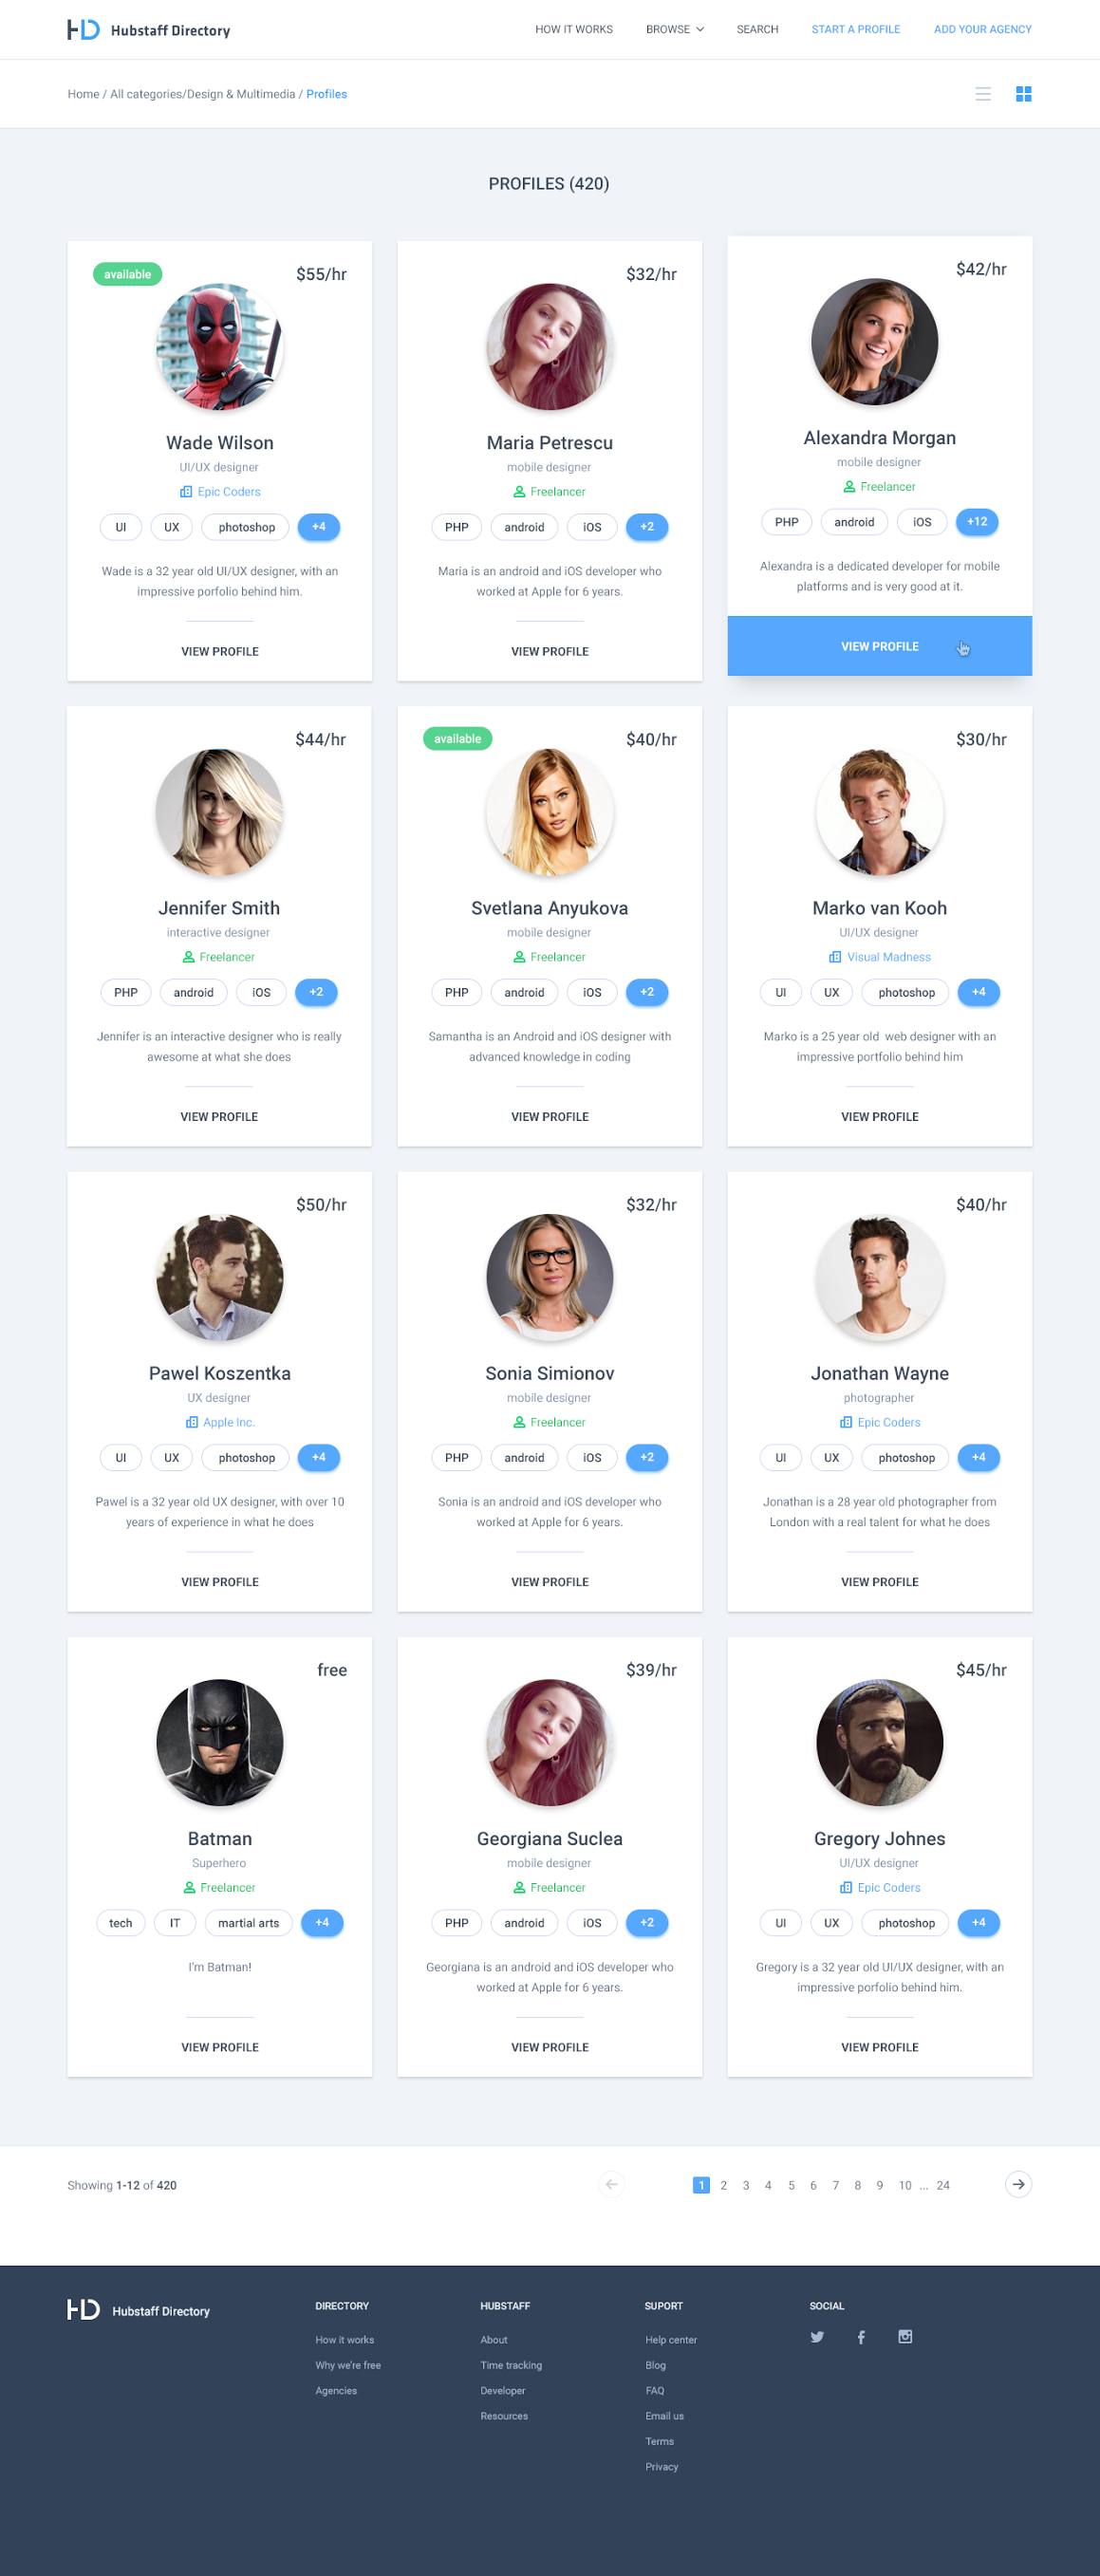 HD Hubstaff Directory
HOW IT WORKS BROWSE SEARCH START A PROFILE ADD YOUR AGENCY
Home / All categories/Design & Multimedia / Profiles
PROFILES (420)
available
$55/hr
Wade Wilson
UI/UX designer
Epic Coders
UI UX photoshop +4
Wade is a 32 year old UI/UX designer, with an
impressive porfolio behind him.
VIEW PROFILE
$32/hr
Maria Petrescu
mobile designer
Freelancer
PHP android iOS +2
Maria is an android and iOS developer who
worked at Apple for 6 years.
VIEW PROFILE
$42/hr
Alexandra Morgan
mobile designer
Freelancer
PHP android iOS +12
Alexandra is a dedicated developer for mobile
platforms and is very good at it.
VIEW PROFILE
$44/hr
Jennifer Smith
interactive designer
Freelancer
PHP android iOS +2
Jennifer is an interactive designer who is really
awesome at what she does
VIEW PROFILE
available
$40/hr
Svetlana Anyukova
mobile designer
Freelancer
PHP android iOS +2
Samantha is an Android and iOS designer with
advanced knowledge in coding
VIEW PROFILE
$30/hr
Marko van Kooh
UI/UX designer
Visual Madness
UI UX photoshop +4
Marko is a 25 year old web designer with an
impressive portfolio behind him
VIEW PROFILE
$50/hr
Pawel Koszentka
UX designer
Apple Inc.
UI UX photoshop +4
Pawel is a 32 year old UX designer, with over 10
years of experience in what he does
VIEW PROFILE
$32/hr
Sonia Simionov
mobile designer
Freelancer
PHP android iOS +2
Sonia is an android and iOS developer who
worked at Apple for 6 years.
VIEW PROFILE
$40/hr
Jonathan Wayne
photographer
Epic Coders
UI UX photoshop +4
Jonathan is a 28 year old photographer from
London with a real talent for what he does
VIEW PROFILE
free
Batman
Superhero
Freelancer
tech IT martial arts +4
I'm Batman!
VIEW PROFILE
$39/hr
Georgiana Suclea
mobile designer
Freelancer
PHP android iOS +2
Georgiana is an android and iOS developer who
worked at Apple for 6 years.
VIEW PROFILE
$45/hr
Gregory Johnes
UI/UX designer
Epic Coders
UI UX photoshop +4
Gregory is a 32 year old UI/UX designer, with an
impressive porfolio behind him.
VIEW PROFILE
Showing 1-12 of 420
1 2 3 4 5 6 7 8 9 10 ... 24
HD Hubstaff Directory
DIRECTORY
How it works
Why we're free
Agencies
HUBSTAFF
About
Time tracking
Developer
Resources
SUPORT
Help center
Blog
FAQ
Email us
Terms
Privacy
SOCIAL